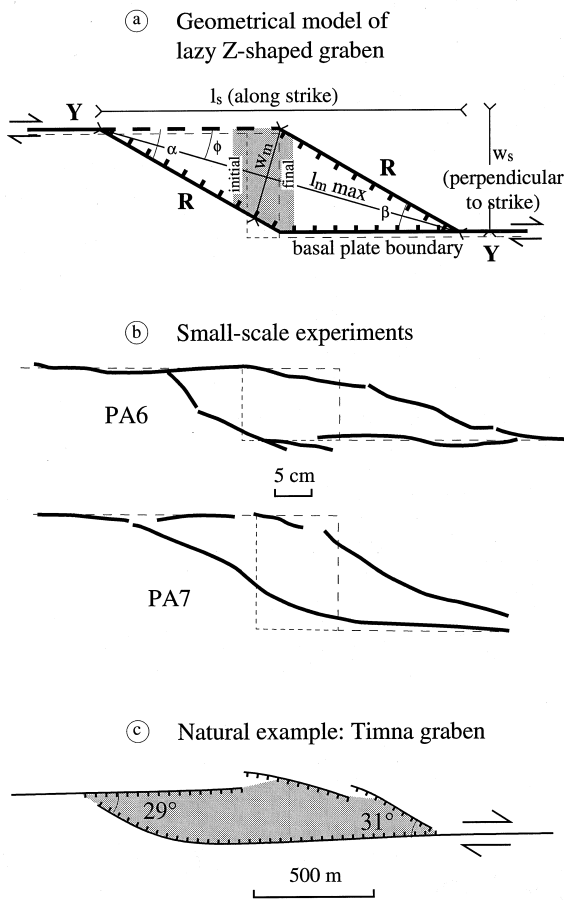 a Geometrical model of
lazy Z-shaped graben
lₛ (along strike)
Y
α
ϕ
initial
wₘ
final
lₘ max
R
R
β
wₛ
(perpendicular
to strike)
basal plate boundary
Y
b Small-scale experiments
PA6
5 cm
PA7
c Natural example: Timna graben
29°
31°
500 m